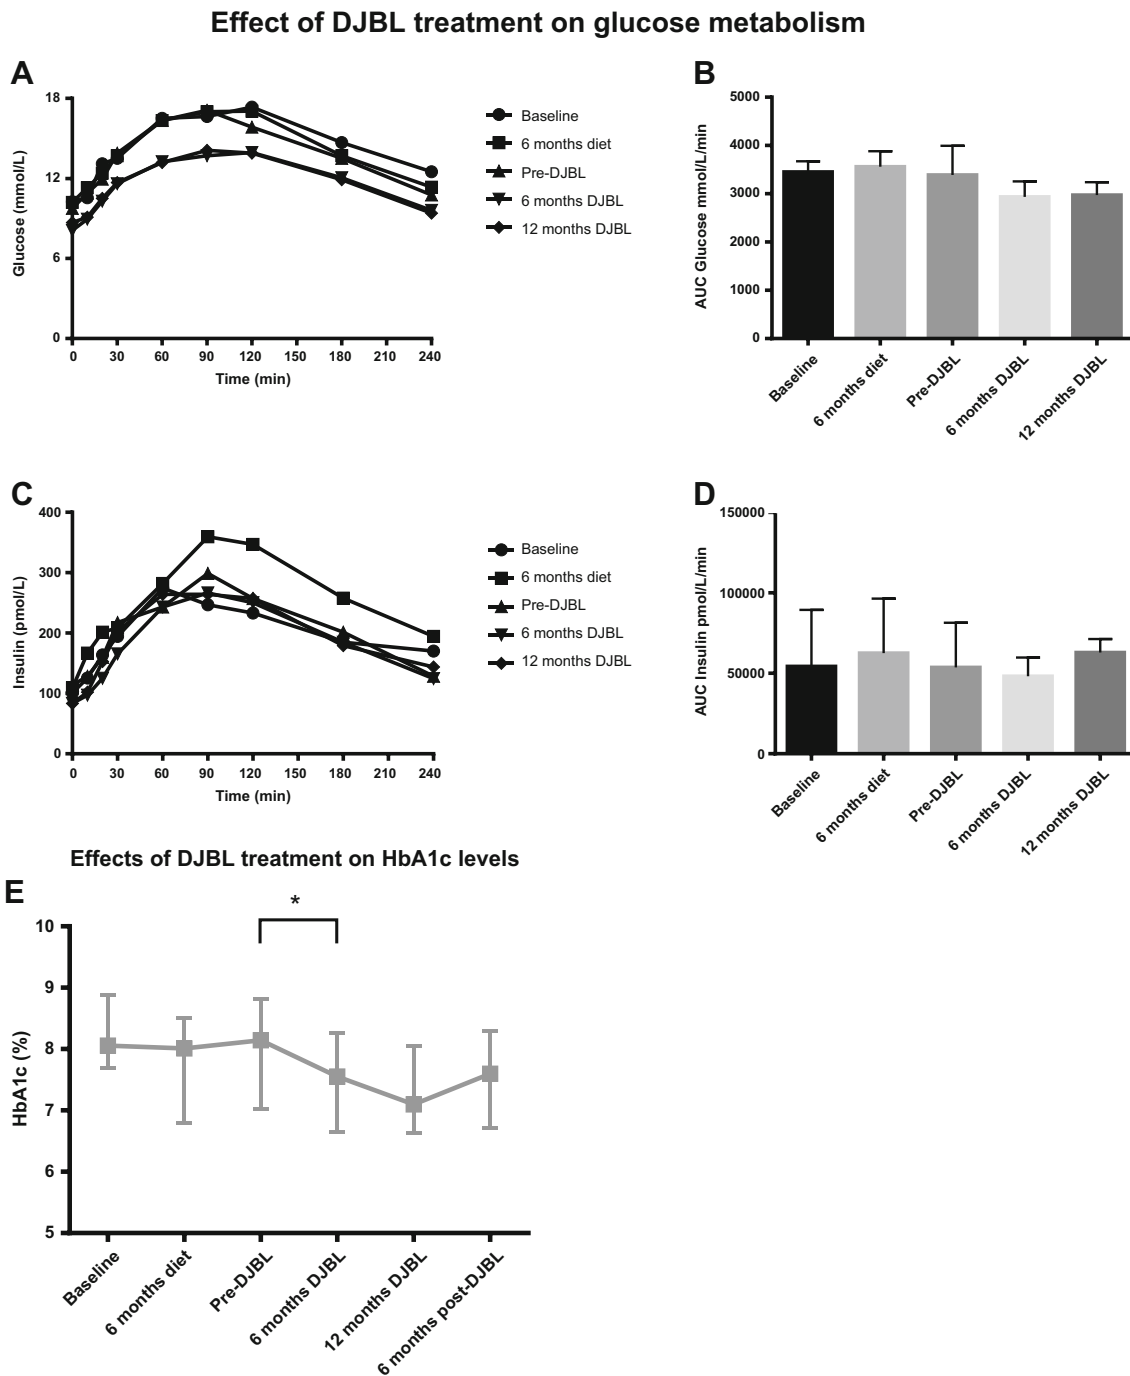 Effect of DJBL treatment on glucose metabolism
A
Glucose (mmol/L)
18
12
6
0
0 30 60 90 120 150 180 210 240
Time (min)
Baseline
6 months diet
Pre-DJBL
6 months DJBL
12 months DJBL
B
AUC Glucose mmol/L/min
5000
4000
3000
2000
1000
0
Baseline
6 months diet
Pre-DJBL
6 months DJBL
12 months DJBL
C
Insulin (pmol/L)
400
300
200
100
0
0 30 60 90 120 150 180 210 240
Time (min)
Baseline
6 months diet
Pre-DJBL
6 months DJBL
12 months DJBL
D
AUC Insulin pmol/L/min
150000
100000
50000
0
Baseline
6 months diet
Pre-DJBL
6 months DJBL
12 months DJBL
Effects of DJBL treatment on HbA1c levels
E
HbA1c (%)
10
9
8
7
6
5
*
Baseline
6 months diet
Pre-DJBL
6 months DJBL
12 months DJBL
6 months post-DJBL